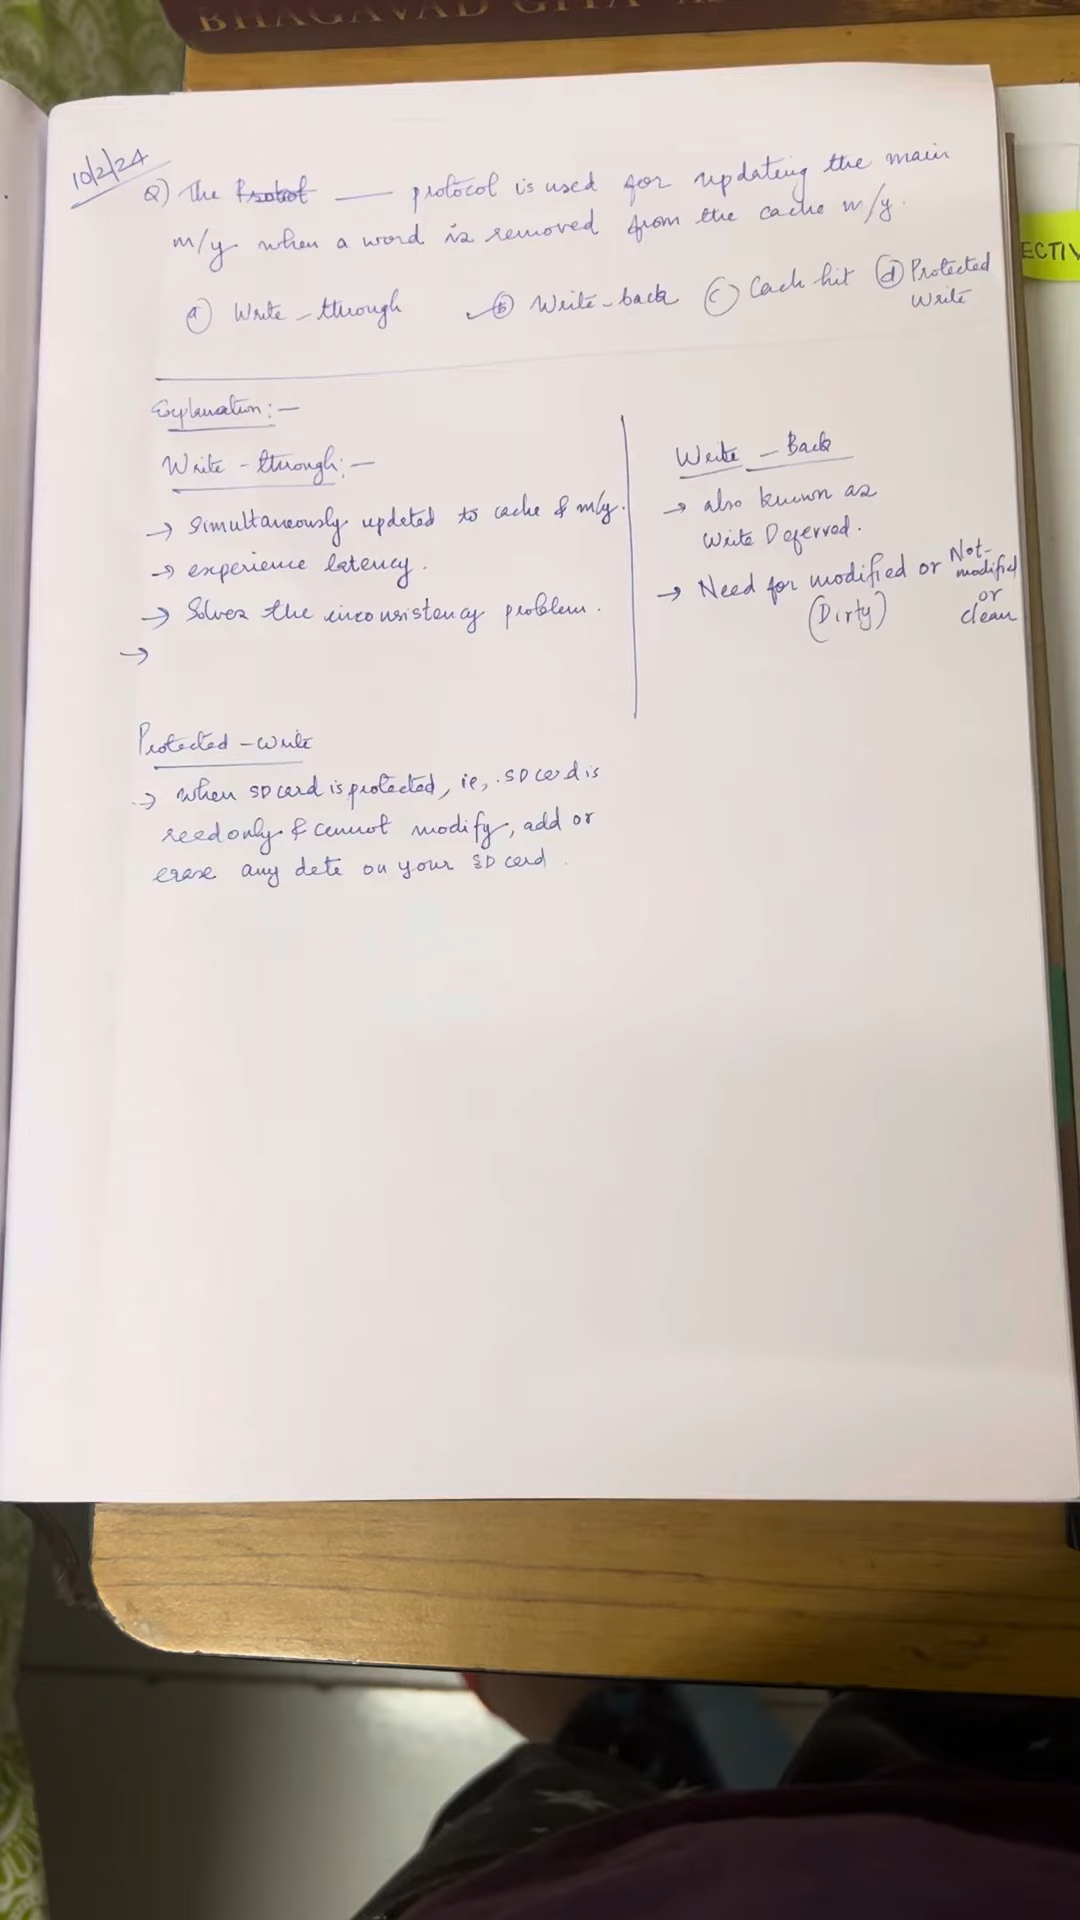 BHAGAVAD GITA
10/2/24
Q) The ___ protocol is used for updating the main
m/y when a word is removed from the cache m/y.
a) Write-through b) Write-back c) Cach hit d) Protected
Write
ECTIV
Explanation:-
Write-through:-
→ simultaneously updated to cache & m/y.
→ experience latency.
→ Solves the inconsistency problem.
→
Write-Back
→ also known as
Write Deferred.
→ Need for modified or Not-
modified
(Dirty) or
clean
Protected-write
→ When SD card is protected, ie, SD card is
readonly & cannot modify, add or
erase any data on your SD card.